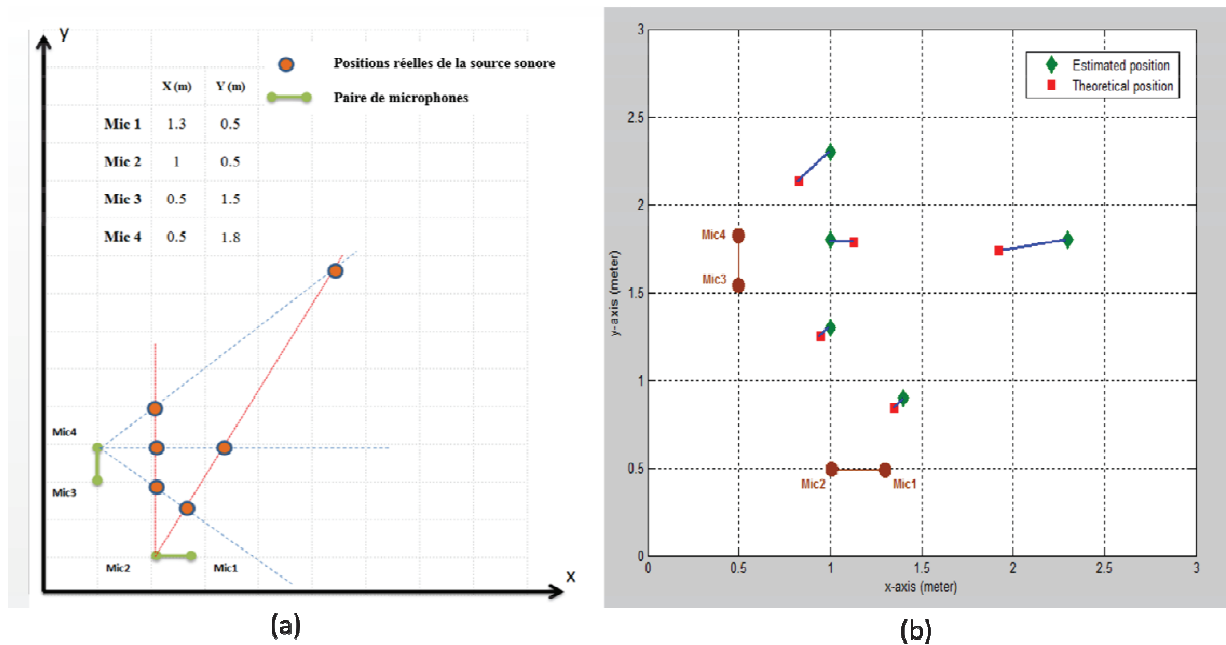 y
Positions réelles de la source sonore
Paire de microphones
X (m) Y (m)
Mic 1 1.3 0.5
Mic 2 1 0.5
Mic 3 0.5 1.5
Mic 4 0.5 1.8
Mic4
Mic3
Mic2
Mic1
x
(a)
Estimated position
Theoretical position
3
2.5
2
1.5
1
0.5
0
y-axis (meter)
Mic4
Mic3
Mic2
Mic1
0 0.5 1 1.5 2 2.5 3
x-axis (meter)
(b)